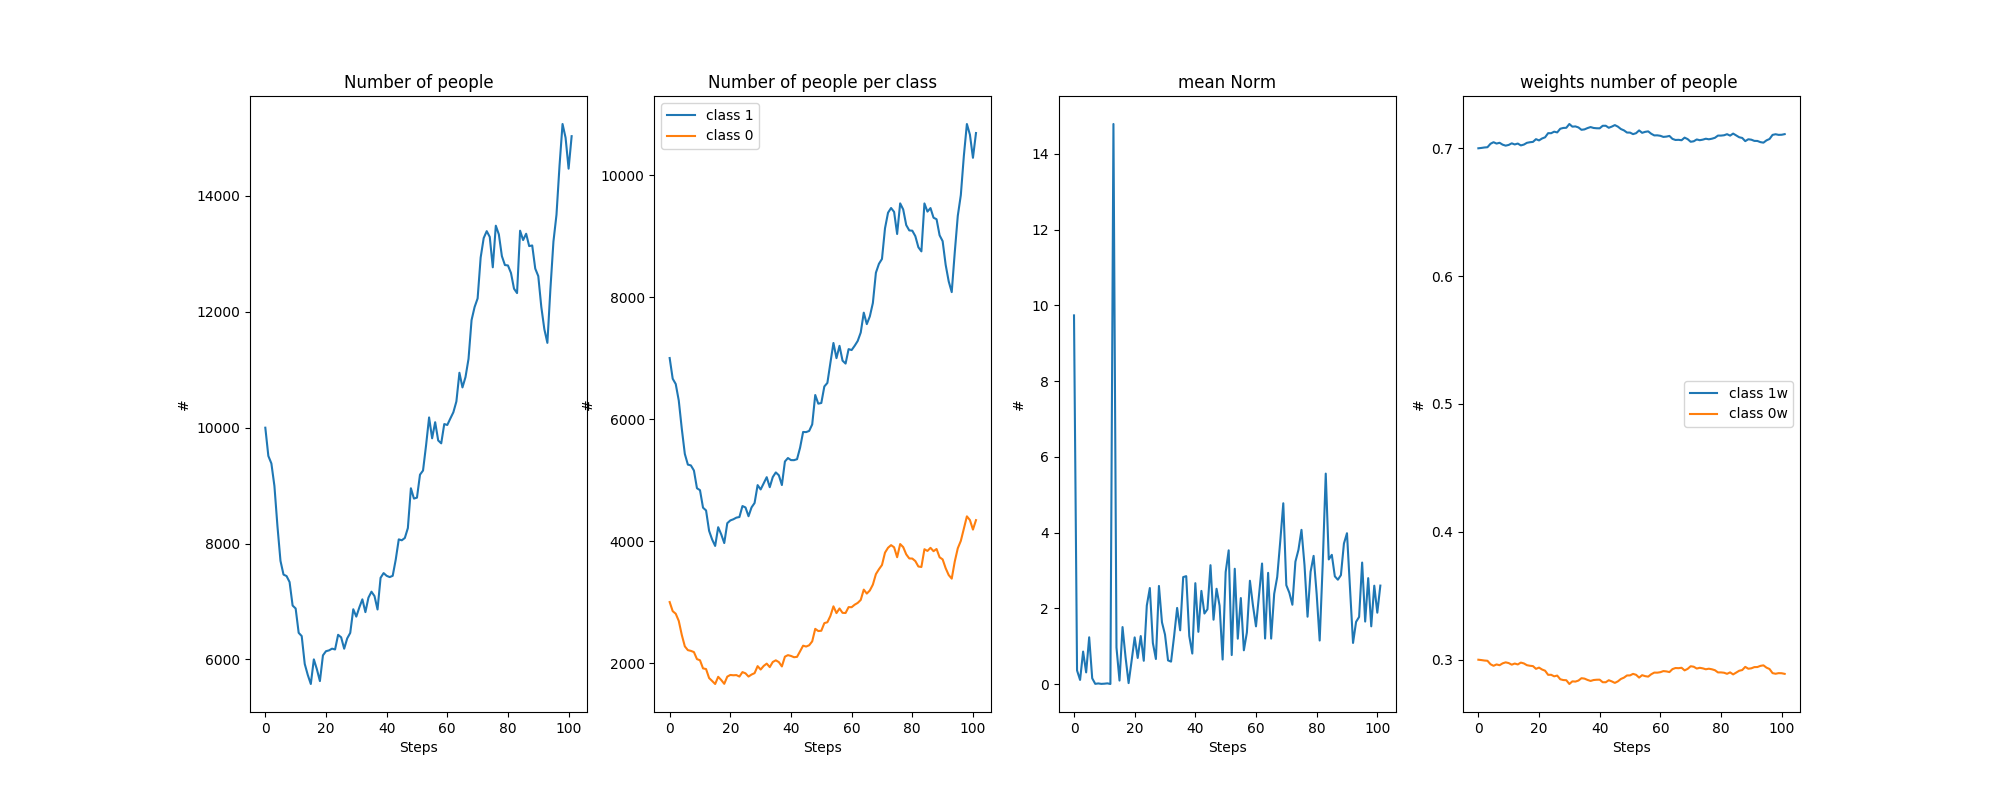 Number of people
14000
12000
10000
8000
6000
#
0 20 40 60 80 100
Steps
Number of people per class
class 1
class 0
10000
8000
6000
4000
2000
#
0 20 40 60 80 100
Steps
mean Norm
14
12
10
8
6
4
2
0
#
0 20 40 60 80 100
Steps
weights number of people
0.7
0.6
0.5
0.4
0.3
#
class 1w
class 0w
0 20 40 60 80 100
Steps